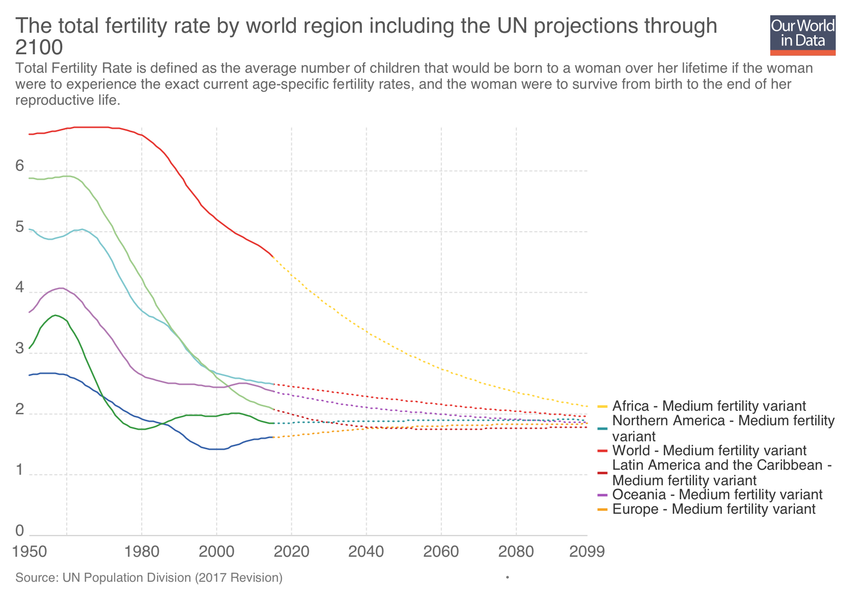 The total fertility rate by world region including the UN projections through
2100
Our World
in Data
Total Fertility Rate is defined as the average number of children that would be born to a woman over her lifetime if the woman
were to experience the exact current age-specific fertility rates, and the woman were to survive from birth to the end of her
reproductive life.
6
5
4
3
2
1
0
1950 1980 2000 2020 2040 2060 2080 2099
Africa - Medium fertility variant
Northern America - Medium fertility
variant
World - Medium fertility variant
Latin America and the Caribbean -
Medium fertility variant
Oceania - Medium fertility variant
Europe - Medium fertility variant
Source: UN Population Division (2017 Revision)